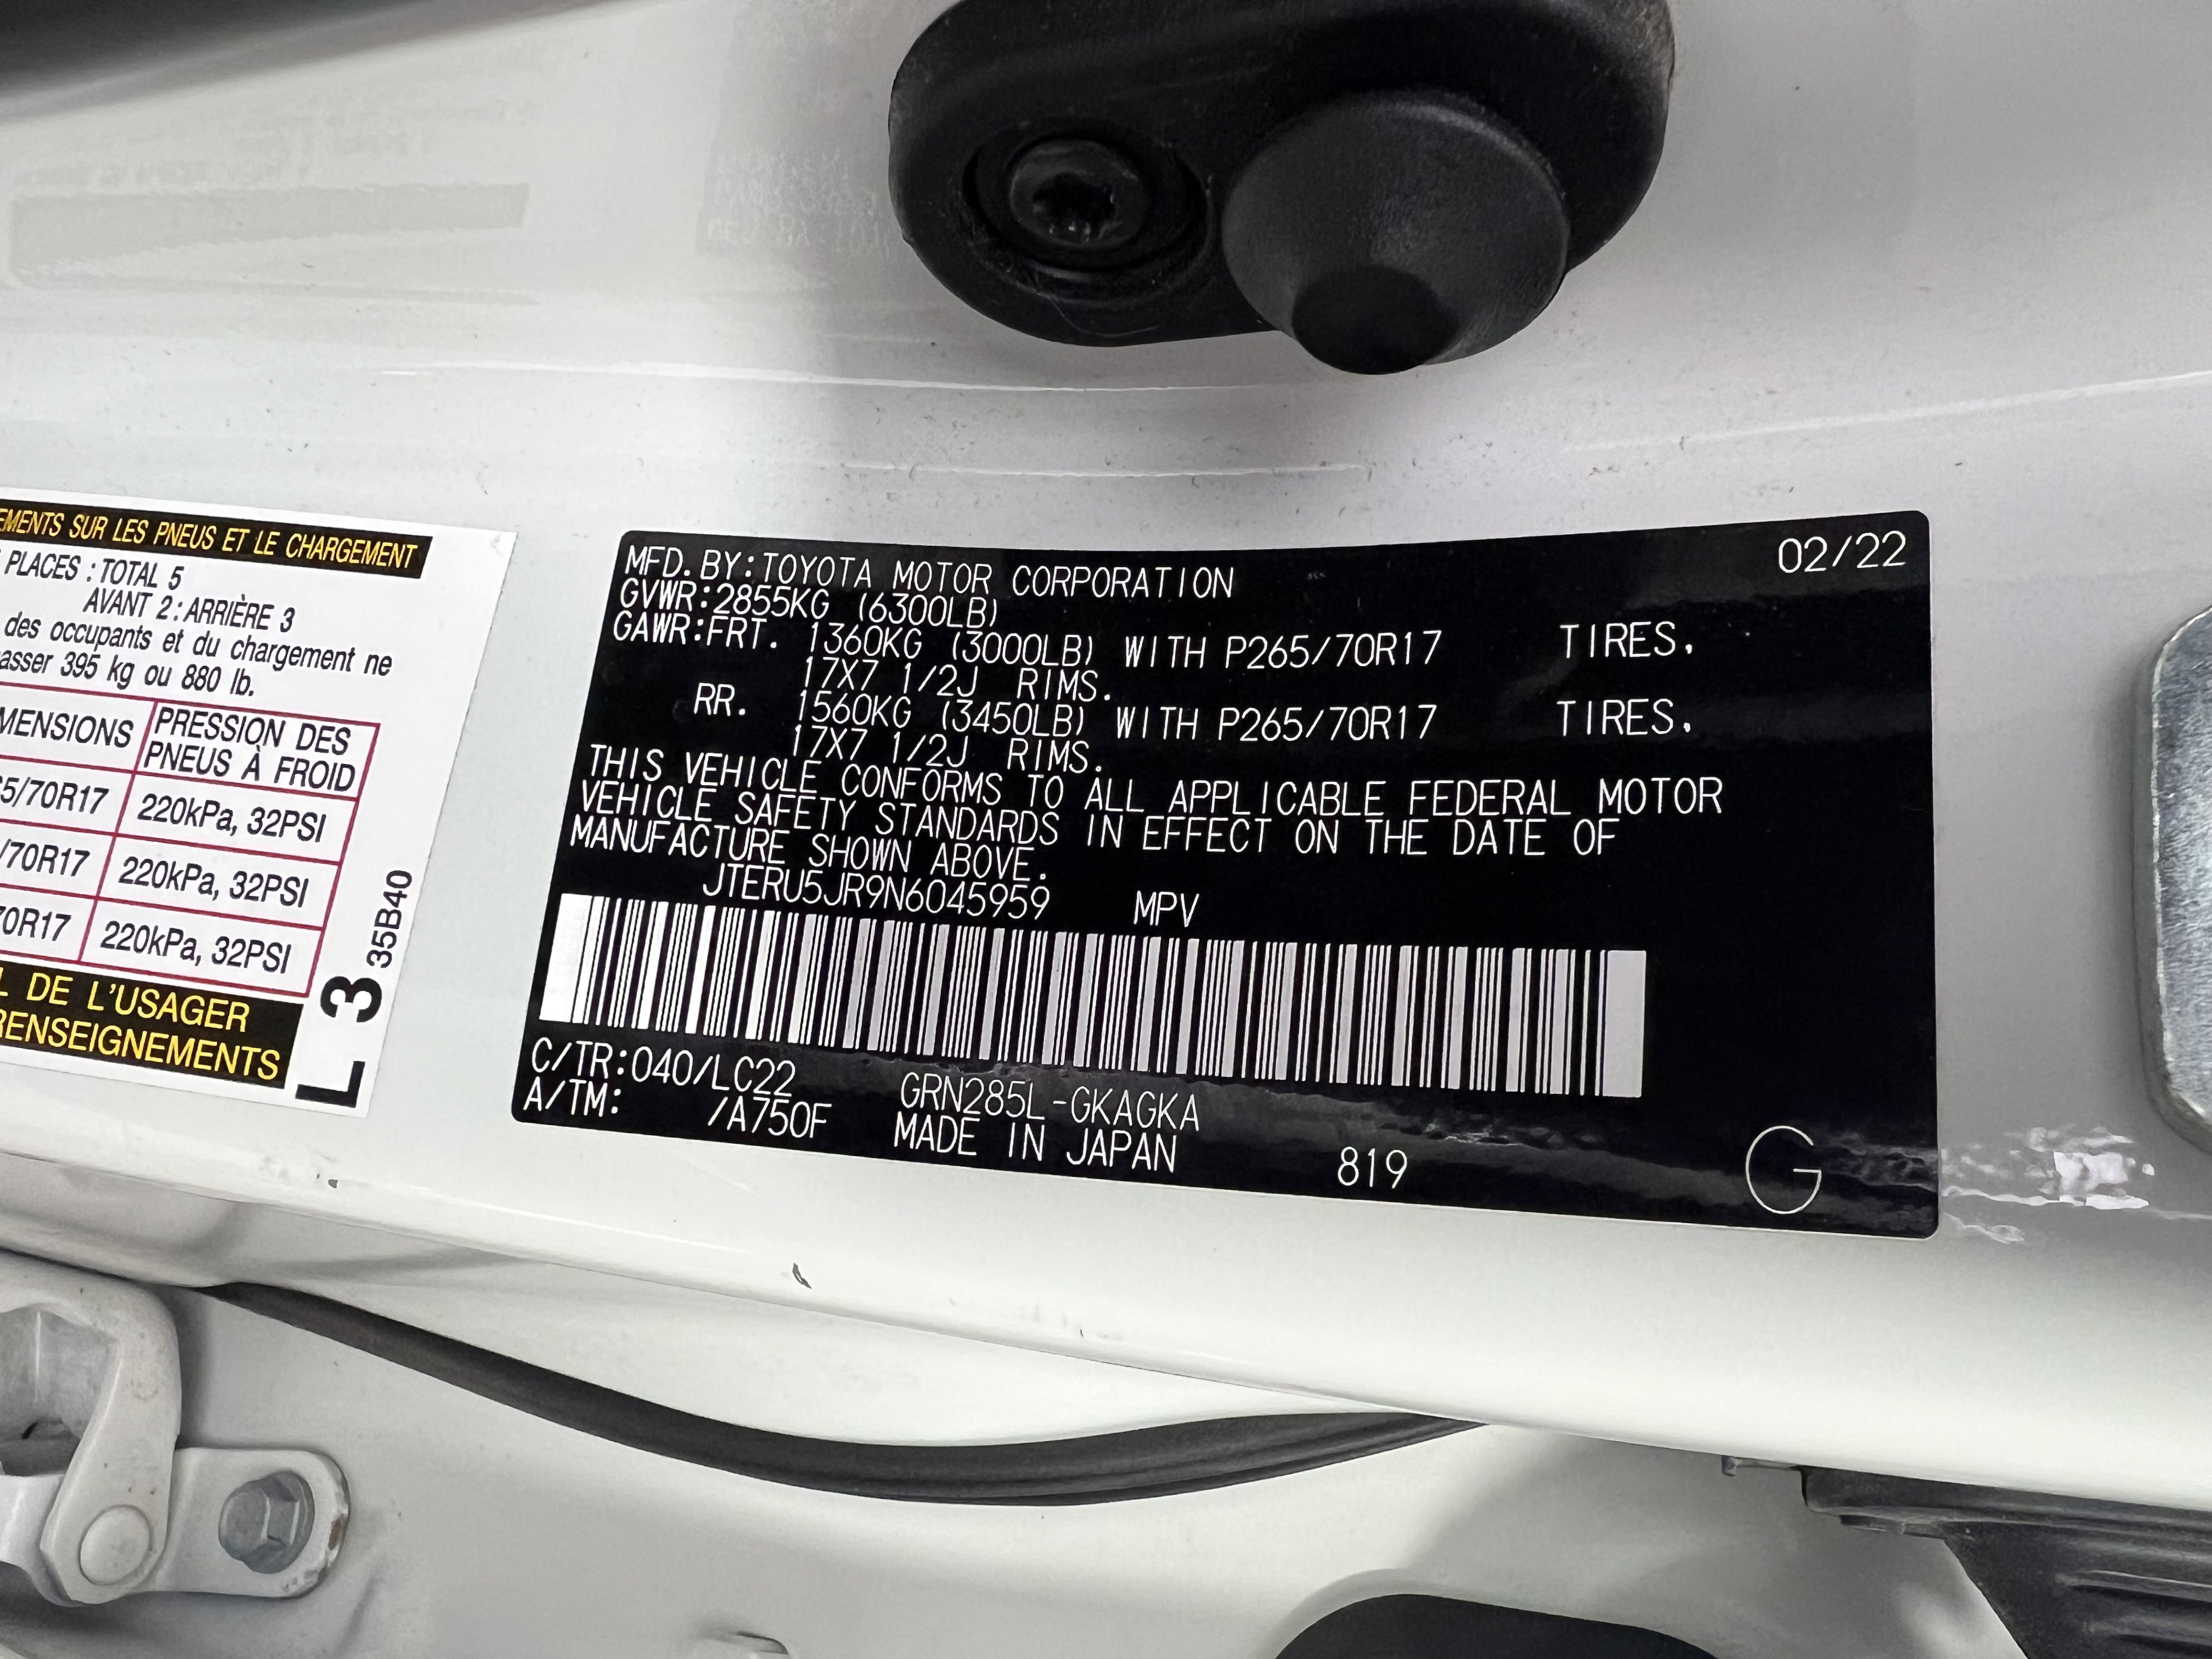 EMENTS SUR LES PNEUS ET LE CHARGEMENT
PLACES : TOTAL 5
AVANT 2 : ARRIÈRE 3
des occupants et du chargement ne
asser 395 kg ou 880 lb.
MENSIONS PRESSION DES
PNEUS À FROID
5/70R17 220kPa, 32PSI
/70R17 220kPa, 32PSI
70R17 220kPa, 32PSI
L DE L'USAGER
RENSEIGNEMENTS
L 3 35B40
02/22
MFD. BY:TOYOTA MOTOR CORPORATION
GVWR:2855KG (6300LB)
GAWR:FRT. 1360KG (3000LB) WITH P265/70R17 TIRES.
17X7 1/2J RIMS.
RR. 1560KG (3450LB) WITH P265/70R17 TIRES.
17X7 1/2J RIMS.
THIS VEHICLE CONFORMS TO ALL APPLICABLE FEDERAL MOTOR
VEHICLE SAFETY STANDARDS IN EFFECT ON THE DATE OF
MANUFACTURE SHOWN ABOVE.
JTERU5JR9N6045959 MPV
C/TR:040/LC22 GRN285L-GKAGKA
A/TM: /A750F MADE IN JAPAN 819
G